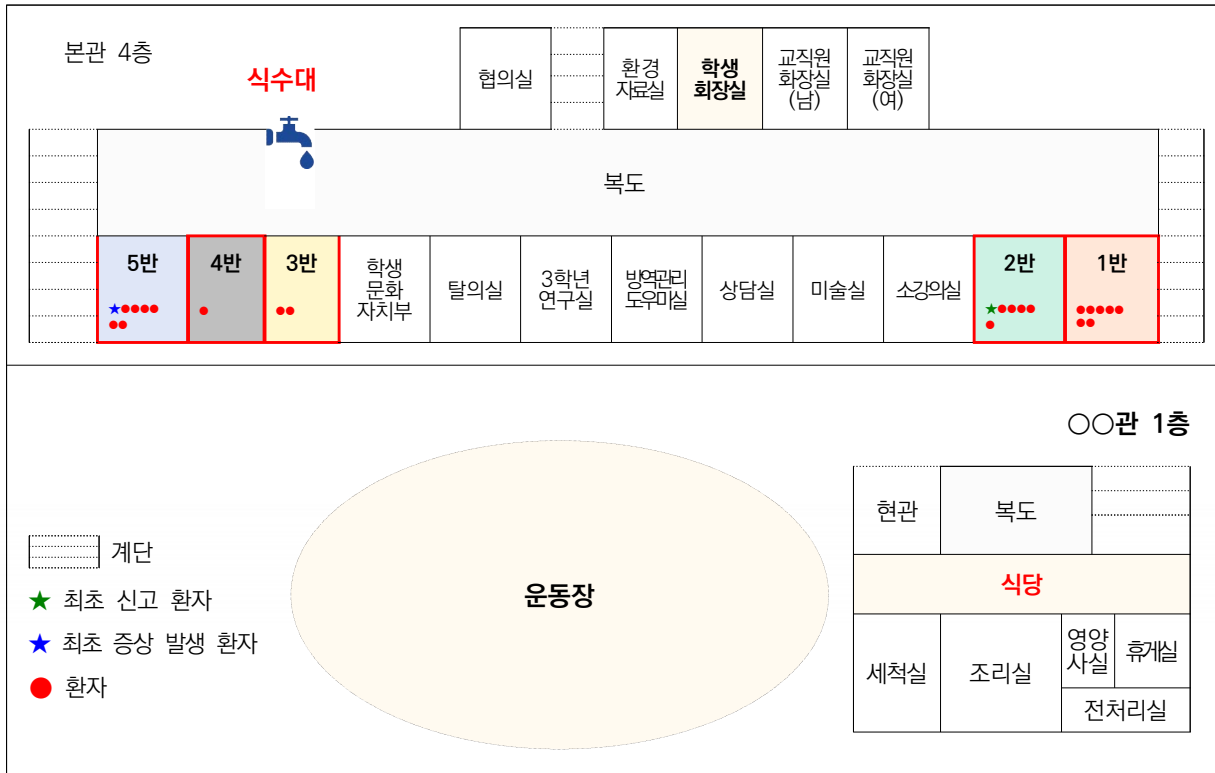 본관 4층
식수대
협의실
환경
자료실
학생
회장실
교직원
화장실
(남)
교직원
화장실
(여)
복도
5반
4반
3반
학생
문화
자치부
탈의실
3학년
연구실
방역관리
도우미실
상담실
미술실
소강의실
2반
1반
○○관 1층
현관
복도
식당
세척실
조리실
영양
사실
휴게실
전처리실
운동장
계단
최초 신고 환자
최초 증상 발생 환자
환자